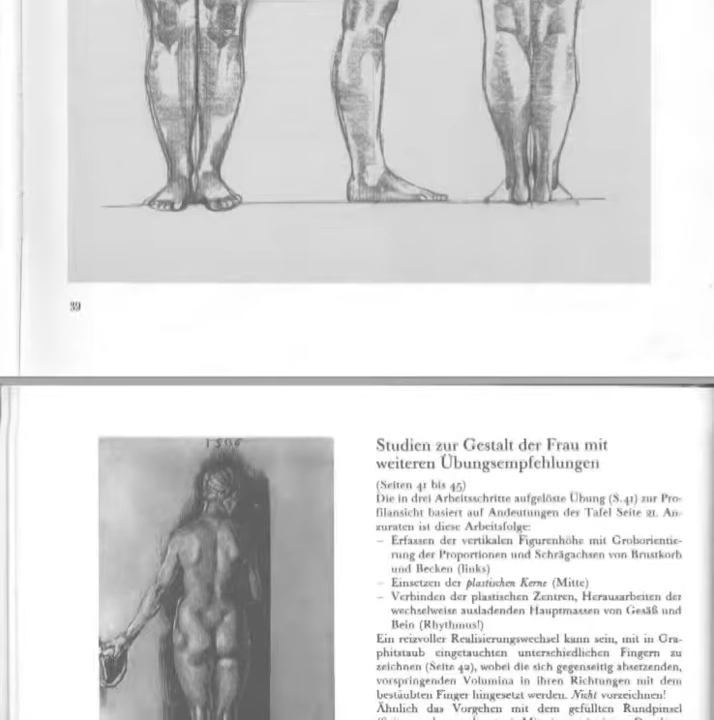 39
1506
Studien zur Gestalt der Frau mit
weiteren Übungsempfehlungen
(Seiten 41 bis 45)
Die in drei Arbeitsschritte aufgelöste Übung (S. 41) zur Pro-
filansicht basiert auf Andeutungen der Tafel Seite 21. An-
zuraten ist diese Arbeitsfolge:
– Erfassen der vertikalen Figurenhöhe mit Groborientie-
rung der Proportionen und Schrägachsen von Brustkorb
und Becken (links)
– Einsetzen der plastischen Kerne (Mitte)
– Verbinden der plastischen Zentren, Herausarbeiten der
wechselweise ausladenden Hauptmassen von Gesäß und
Bein (Rhythmus!)
Ein reizvoller Realisierungswechsel kann sein, mit in Gra-
phitstaub eingetauchten unterschiedlichen Fingern zu
zeichnen (Seite 42), wobei die sich gegenseitig absetzenden,
vorspringenden Volumina in ihren Richtungen mit dem
bestäubten Finger hingesetzt werden. Nicht vorzeichnen!
Ähnlich das Vorgehen mit dem gefüllten Rundpinsel